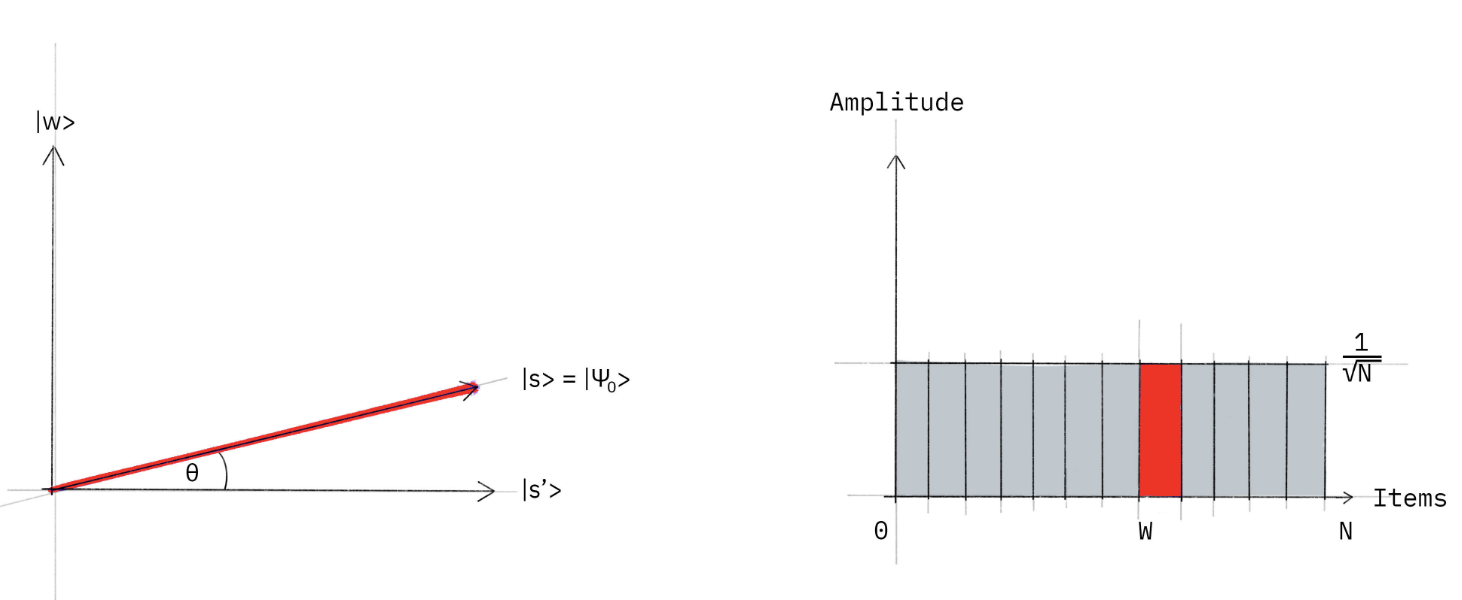 |w>
|s> = |Ψ₀>
θ
|s’>
Amplitude
1
√N
Items
0
W
N